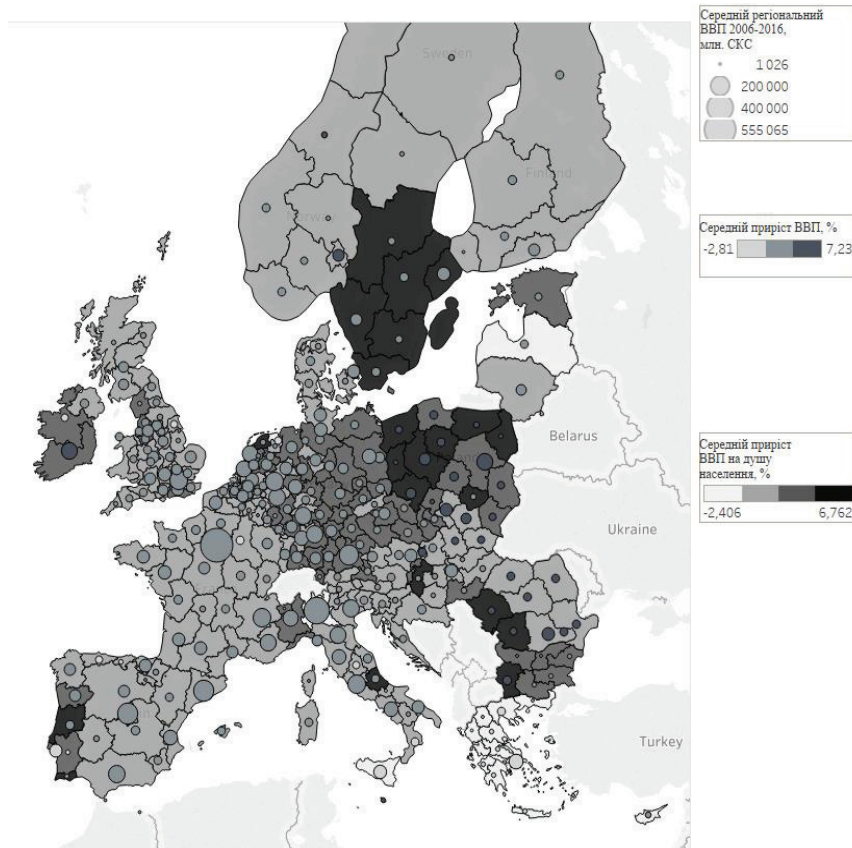 Середній регіональний
ВВП 2006-2016,
млн. СКС
1 026
200 000
400 000
555 065
Середній приріст ВВП, %
-2,81 7,23
Середній приріст
ВВП на душу
населення, %
-2,406 6,762
Sweden
Finland
Norway
Belarus
Ukraine
Turkey